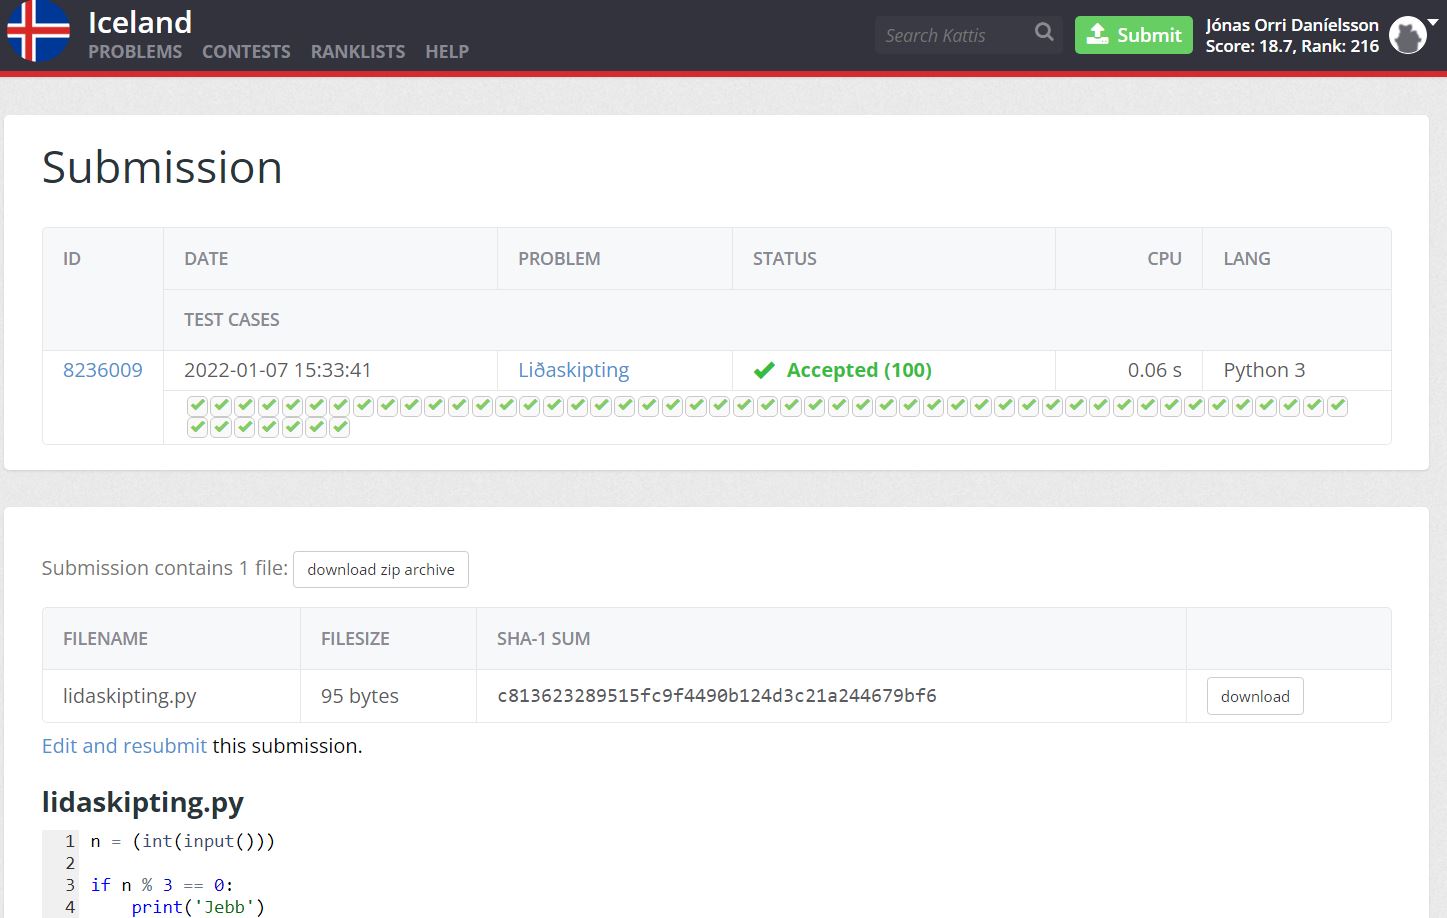 Iceland
PROBLEMS CONTESTS RANKLISTS HELP
Search Kattis
Submit
Jónas Orri Daníelsson
Score: 18.7, Rank: 216
Submission
ID DATE PROBLEM STATUS CPU LANG
TEST CASES
8236009 2022-01-07 15:33:41 Liðaskipting Accepted (100) 0.06 s Python 3
Submission contains 1 file: download zip archive
FILENAME FILESIZE SHA-1 SUM
lidaskipting.py 95 bytes c813623289515fc9f4490b124d3c21a244679bf6 download
Edit and resubmit this submission.
lidaskipting.py
1 n = (int(input()))
2
3 if n % 3 == 0:
4 print('Jebb')